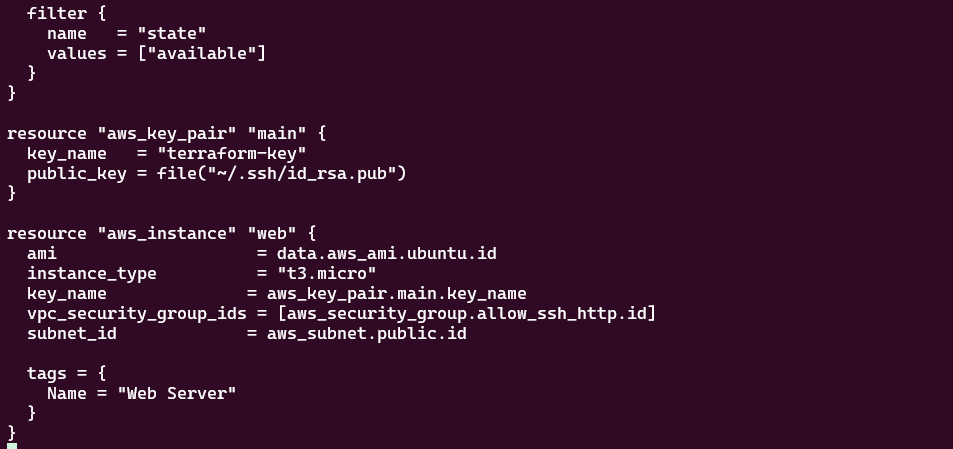 filter {
    name   = "state"
    values = ["available"]
  }
}

resource "aws_key_pair" "main" {
  key_name   = "terraform-key"
  public_key = file("~/.ssh/id_rsa.pub")
}

resource "aws_instance" "web" {
  ami                    = data.aws_ami.ubuntu.id
  instance_type          = "t3.micro"
  key_name              = aws_key_pair.main.key_name
  vpc_security_group_ids = [aws_security_group.allow_ssh_http.id]
  subnet_id             = aws_subnet.public.id

  tags = {
    Name = "Web Server"
  }
}